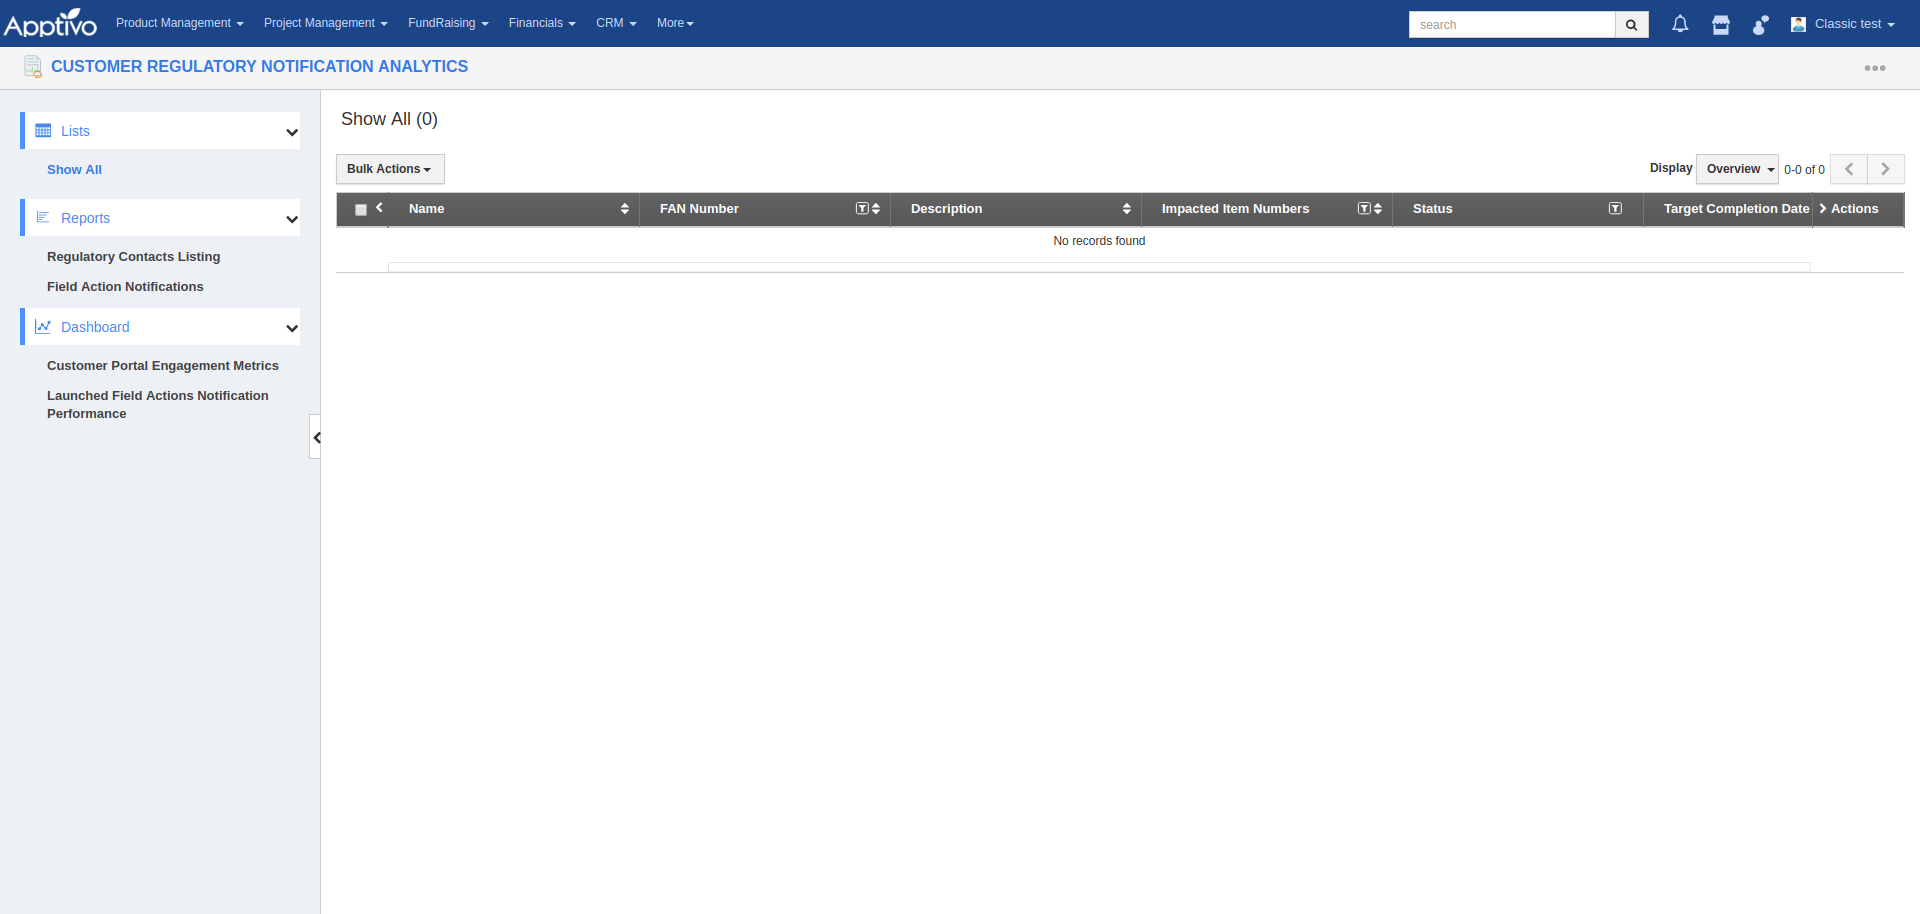 Apptivo
Product Management
Project Management
FundRaising
Financials
CRM
More
search
Classic test
CUSTOMER REGULATORY NOTIFICATION ANALYTICS
Lists
Show All
Reports
Regulatory Contacts Listing
Field Action Notifications
Dashboard
Customer Portal Engagement Metrics
Launched Field Actions Notification
Performance
Show All (0)
Bulk Actions
Display
Overview
0-0 of 0
Name
FAN Number
Description
Impacted Item Numbers
Status
Target Completion Date
Actions
No records found